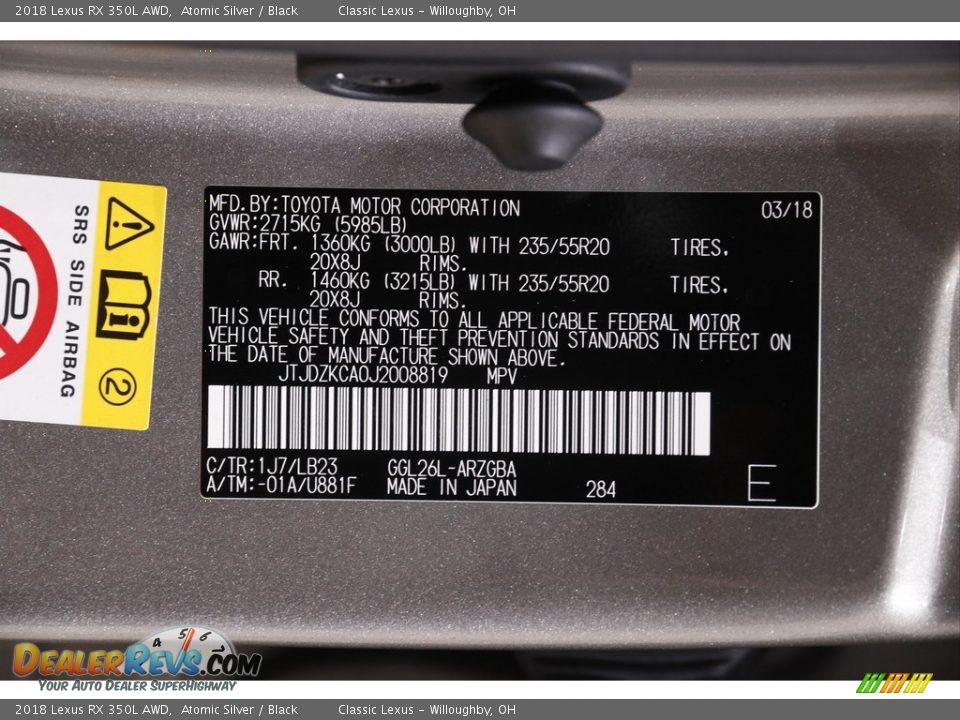 2018 Lexus RX 350L AWD, Atomic Silver / Black Classic Lexus - Willoughby, OH
SRS SIDE AIRBAG
2
MFD.BY:TOYOTA MOTOR CORPORATION 03/18
GVWR:2715KG (5985LB)
GAWR:FRT. 1360KG (3000LB) WITH 235/55R20 TIRES.
20X8J RIMS.
RR. 1460KG (3215LB) WITH 235/55R20 TIRES.
20X8J RIMS.
THIS VEHICLE CONFORMS TO ALL APPLICABLE FEDERAL MOTOR
VEHICLE SAFETY AND THEFT PREVENTION STANDARDS IN EFFECT ON
THE DATE OF MANUFACTURE SHOWN ABOVE.
JTJDZKCA0J2008819 MPV
C/TR:1J7/LB23 GGL26L-ARZGBA
A/TM:-01A/U881F MADE IN JAPAN 284 E
4 5 6 7
DealerRevs.com
Your Auto Dealer SuperHighway
2018 Lexus RX 350L AWD, Atomic Silver / Black Classic Lexus - Willoughby, OH